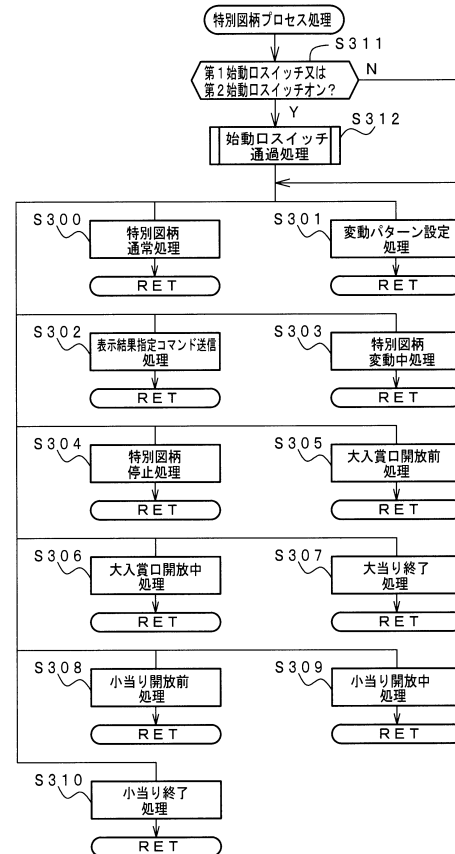 特別図柄プロセス処理
S311
第1始動口スイッチ又は
第2始動口スイッチオン?
N
Y
S312
始動口スイッチ
通過処理
S300
特別図柄
通常処理
RET
S301
変動パターン設定
処理
RET
S302
表示結果指定コマンド送信
処理
RET
S303
特別図柄
変動中処理
RET
S304
特別図柄
停止処理
RET
S305
大入賞口開放前
処理
RET
S306
大入賞口開放中
処理
RET
S307
大当り終了
処理
RET
S308
小当り開放前
処理
RET
S309
小当り開放中
処理
RET
S310
小当り終了
処理
RET